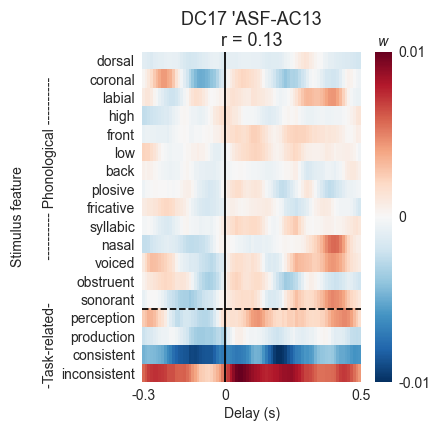 DC17 'ASF-AC13
r = 0.13
w
Stimulus feature
---------- Phonological ----------
-Task-related-
dorsal
coronal
labial
high
front
low
back
plosive
fricative
syllabic
nasal
voiced
obstruent
sonorant
perception
production
consistent
inconsistent
0.01
0
-0.01
-0.3
0
0.5
Delay (s)